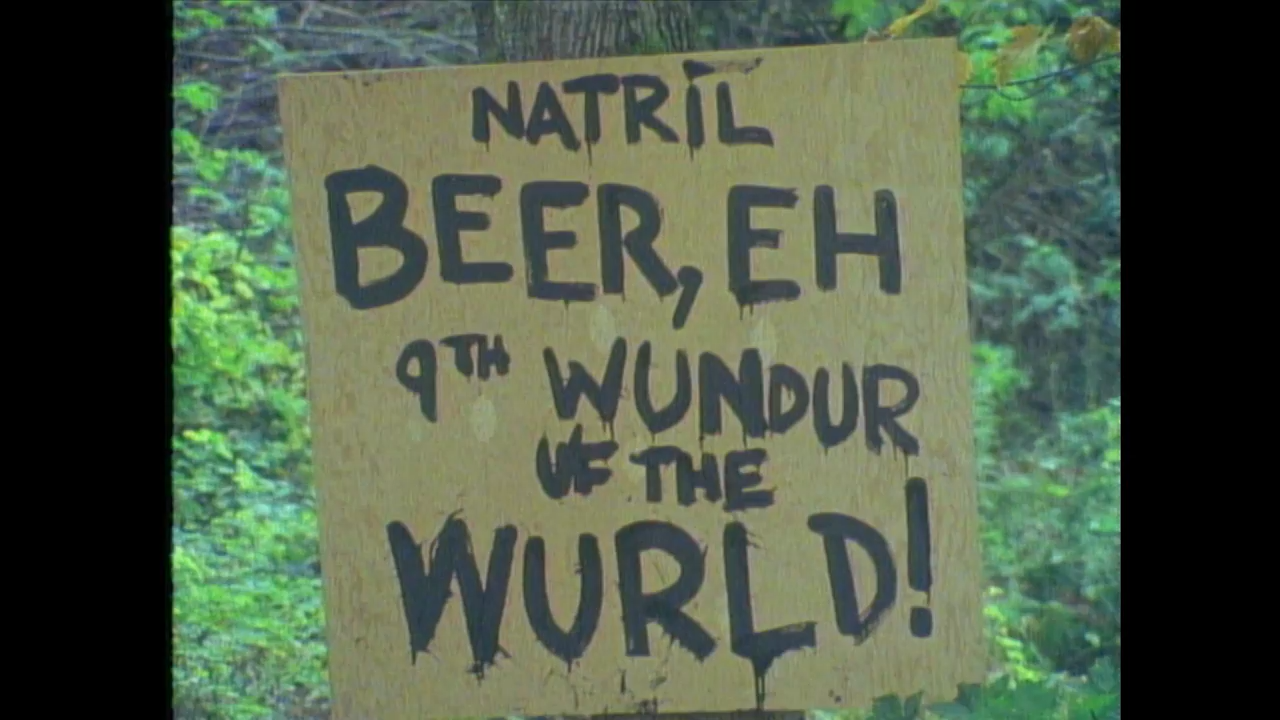 NATRIL
BEER, EH
9TH WUNDUR
UF THE
WURLD!